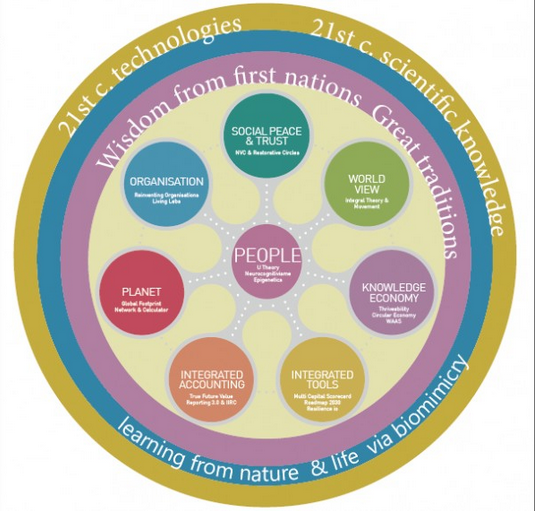 21st c. technologies
21st c. scientific knowledge
Wisdom from first nations
Great traditions
SOCIAL PEACE
& TRUST
NVC & Restorative Circles
ORGANISATION
Reinventing Organisations
Living Labs
WORLD
VIEW
Integral Theory &
Movement
PEOPLE
U Theory
Neurocognitivisme
Epigenetics
PLANET
Global Footprint
Network & Calculator
KNOWLEDGE
ECONOMY
Thriveability
Circular Economy
WAAS
INTEGRATED
ACCOUNTING
True Future Value
Reporting 3.0 & IIRC
INTEGRATED
TOOLS
Multi Capital Scorecard
Roadmap 2030
Resilience is
learning from nature & life via biomimicry